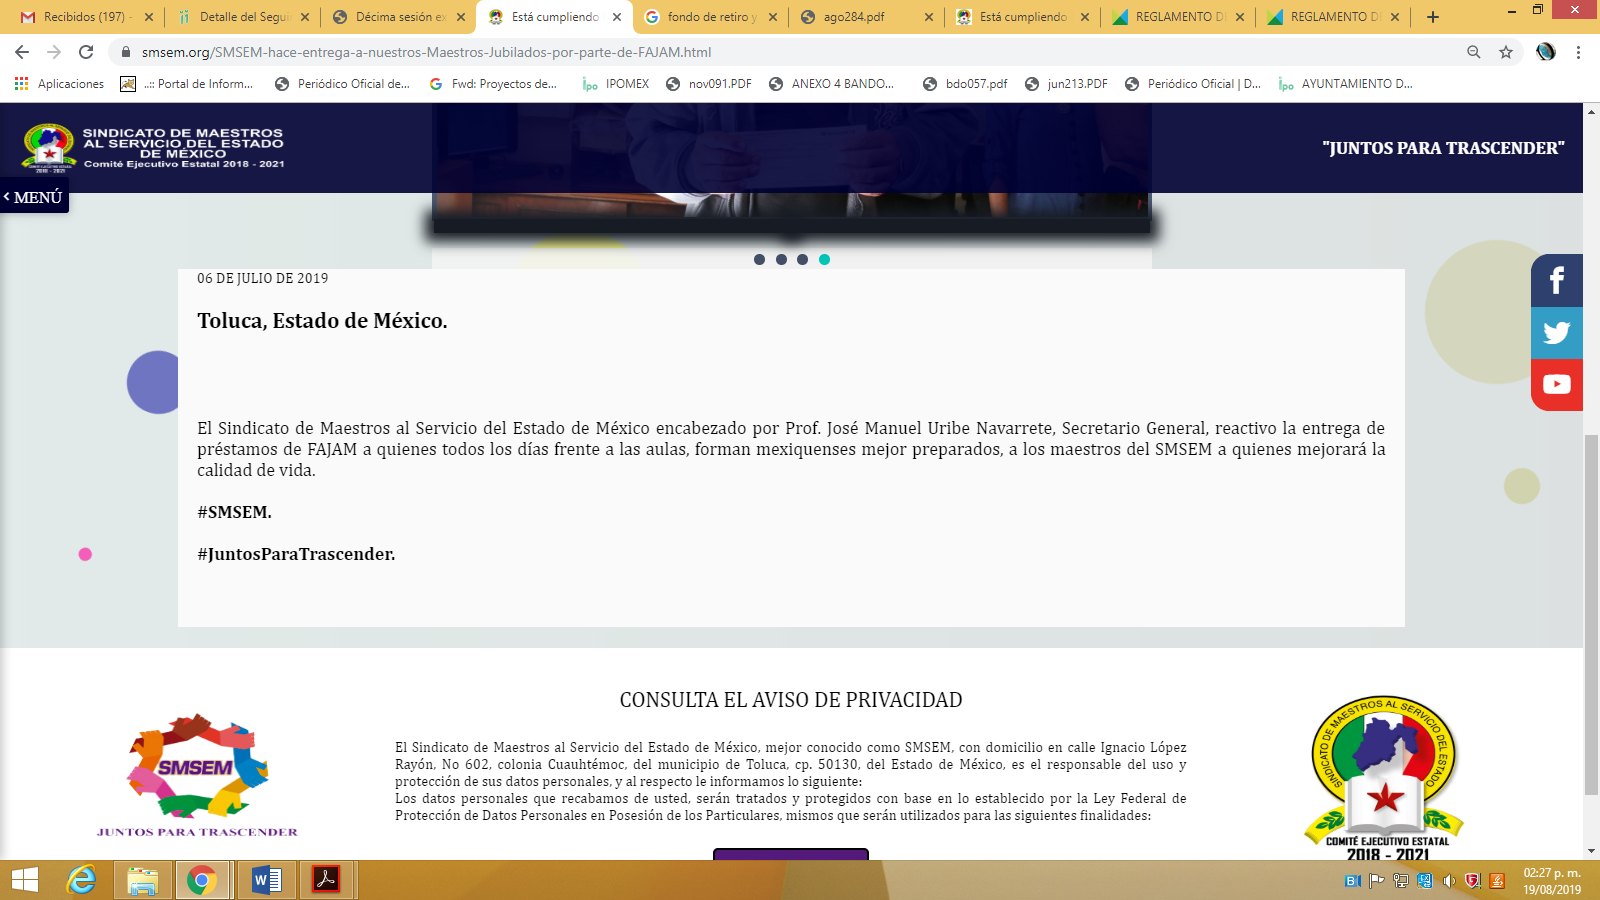 Recibidos (197) -
Detalle del Segui
Décima sesión ex
Está cumpliendo
fondo de retiro y
ago284.pdf
Está cumpliendo
REGLAMENTO D
REGLAMENTO D
smsem.org/SMSEM-hace-entrega-a-nuestros-Maestros-Jubilados-por-parte-de-FAJAM.html
Aplicaciones
..:: Portal de Inform...
Periódico Oficial de...
Fwd: Proyectos de...
IPOMEX
nov091.PDF
ANEXO 4 BANDO...
bdo057.pdf
jun213.PDF
Periódico Oficial | D...
AYUNTAMIENTO D...
SINDICATO DE MAESTROS
AL SERVICIO DEL ESTADO
DE MÉXICO
Comité Ejecutivo Estatal 2018 - 2021
"JUNTOS PARA TRASCENDER"
MENÚ
06 DE JULIO DE 2019
Toluca, Estado de México.
El Sindicato de Maestros al Servicio del Estado de México encabezado por Prof. José Manuel Uribe Navarrete, Secretario General, reactivo la entrega de
préstamos de FAJAM a quienes todos los días frente a las aulas, forman mexiquenses mejor preparados, a los maestros del SMSEM a quienes mejorará la
calidad de vida.
#SMSEM.
#JuntosParaTrascender.
CONSULTA EL AVISO DE PRIVACIDAD
El Sindicato de Maestros al Servicio del Estado de México, mejor conocido como SMSEM, con domicilio en calle Ignacio López
Rayón, No 602, colonia Cuauhtémoc, del municipio de Toluca, cp. 50130, del Estado de México, es el responsable del uso y
protección de sus datos personales, y al respecto le informamos lo siguiente:
Los datos personales que recabamos de usted, serán tratados y protegidos con base en lo establecido por la Ley Federal de
Protección de Datos Personales en Posesión de los Particulares, mismos que serán utilizados para las siguientes finalidades:
SMSEM
JUNTOS PARA TRASCENDER
SINDICATO DE MAESTROS AL SERVICIO DEL ESTADO
COMITÉ EJECUTIVO ESTATAL
2018 - 2021
02:27 p. m.
19/08/2019